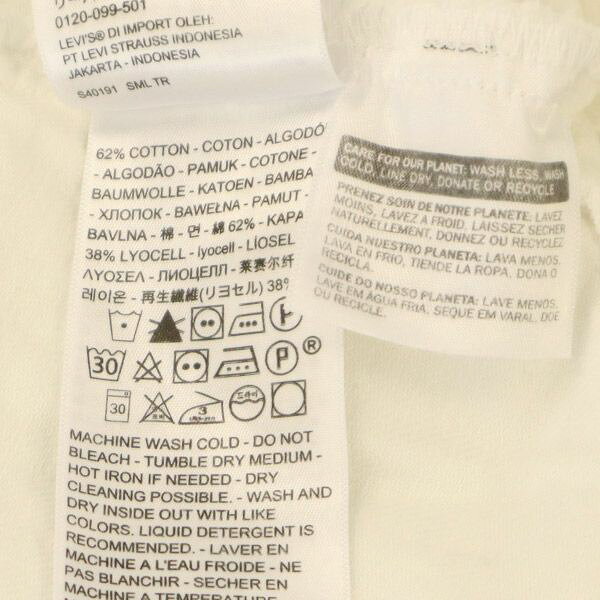 0120-099-501
LEVI'S® DI IMPORT OLEH:
PT LEVI STRAUSS INDONESIA
JAKARTA - INDONESIA
S40191 SML TR
62% COTTON - COTON - ALGODÓ
- ALGODÃO - PAMUK - COTONE -
BAUMWOLLE - KATOEN - BAMBA
- ХЛОПОК - BAWEŁNA - PAMUT -
BAVLNA - 棉 - 면 - 綿 62% - KAPA
38% LYOCELL - lyocell - LİOSEL
ΛΥΟΣΕΛ - ЛИОЦЕЛЛ - 莱赛尔纤
레이온 - 再生繊維(リヨセル) 38%
30
P
®
30
3
드라이
MACHINE WASH COLD - DO NOT
BLEACH - TUMBLE DRY MEDIUM -
HOT IRON IF NEEDED - DRY
CLEANING POSSIBLE. - WASH AND
DRY INSIDE OUT WITH LIKE
COLORS. LIQUID DETERGENT IS
RECOMMENDED. - LAVER EN
MACHINE A L'EAU FROIDE - NE
PAS BLANCHIR - SECHER EN
MACHINE A TEMPERATURE
CARE FOR OUR PLANET: WASH LESS, WASH
COLD, LINE DRY, DONATE OR RECYCLE
PRENEZ SOIN DE NOTRE PLANETE: LAVEZ
MOINS, LAVEZ A FROID, LAISSEZ SECHER
NATURELLEMENT, DONNEZ OU RECYCLEZ
CUIDA NUESTRO PLANETA: LAVA MENOS,
LAVA EN FRÍO, TIENDE LA ROPA, DONA O
RECICLA.
CUIDE DO NOSSO PLANETA: LAVE MENOS,
LAVE EM ÁGUA FRIA, SEQUE EM VARAL, DOE
OU RECICLE.